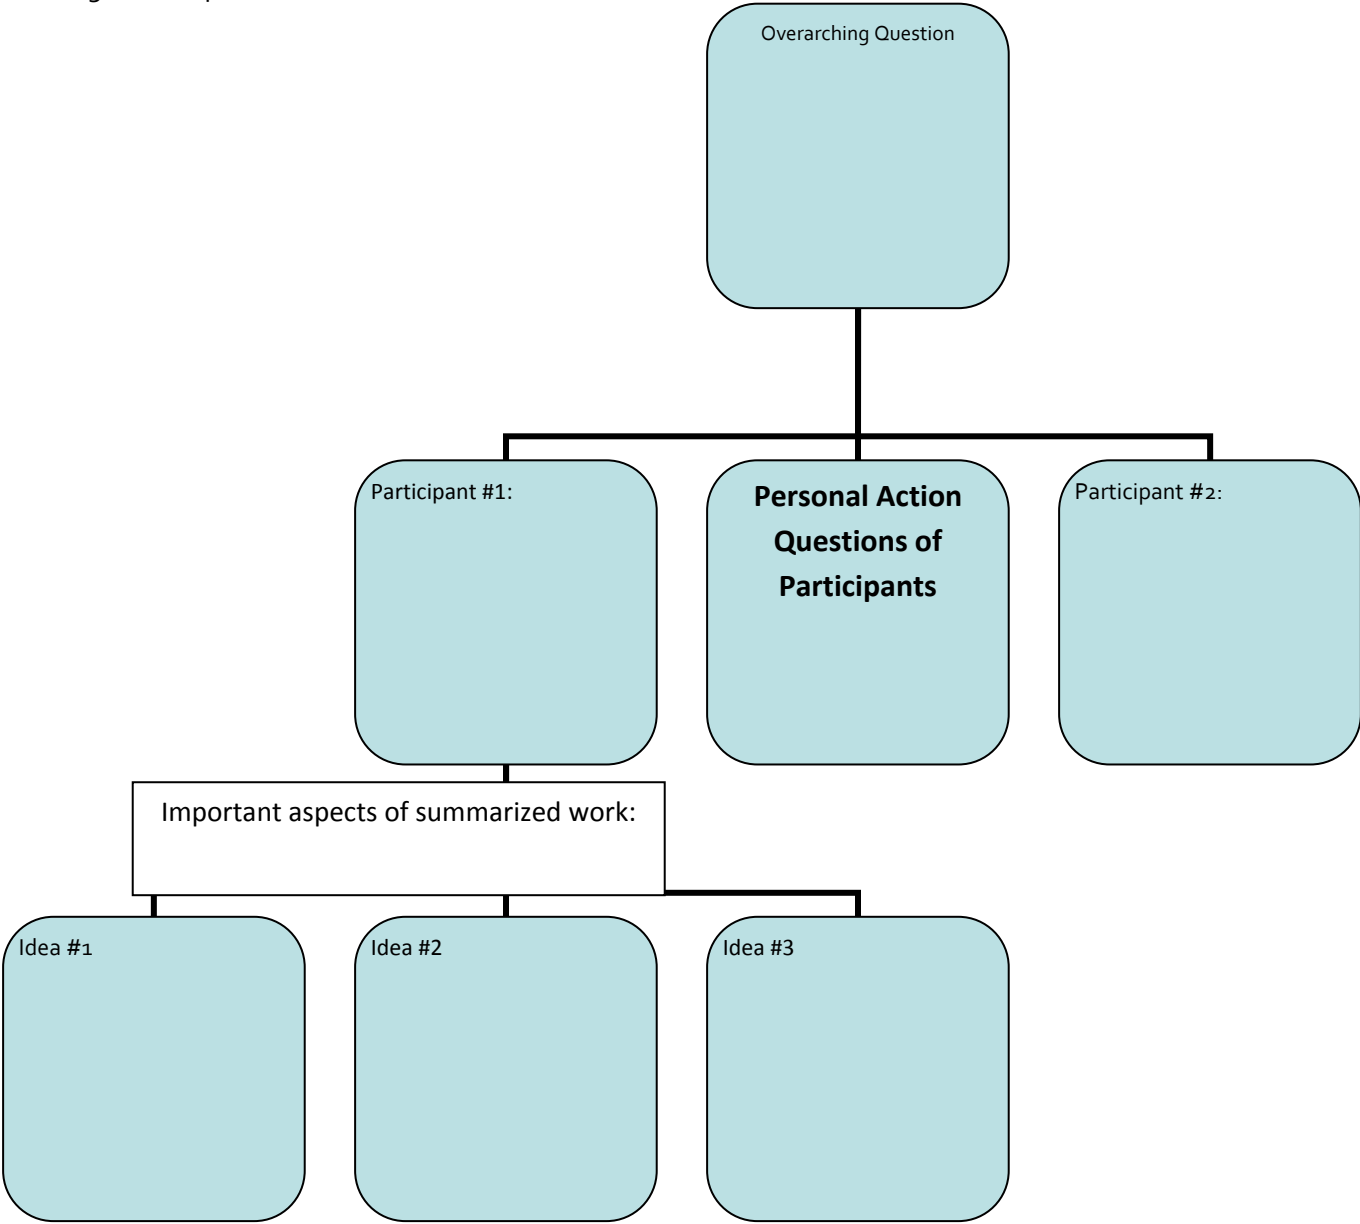 Overarching Question
Participant #1:
Personal Action
Questions of
Participants
Participant #2:
Important aspects of summarized work:
Idea #1
Idea #2
Idea #3